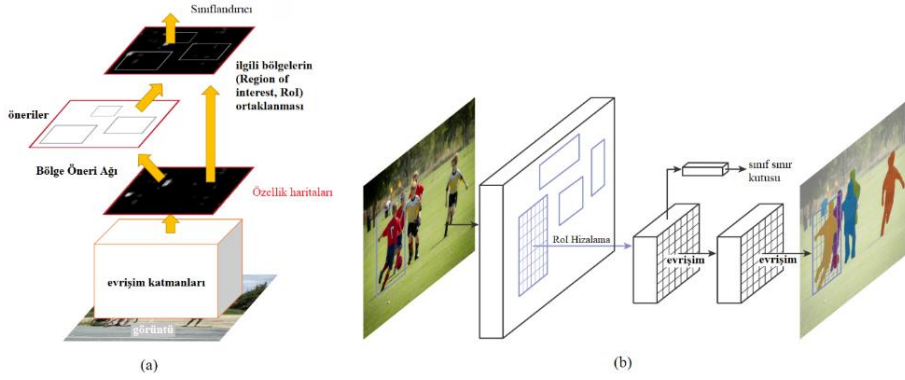 Sınıflandırıcı
ilgili bölgelerin
(Region of
interest, RoI)
ortaklanması
öneriler
Bölge Öneri Ağı
Özellik haritaları
evrişim katmanları
görüntü
(a)
RoI Hizalama
evrişim
evrişim
sınıf sınır
kutusu
(b)